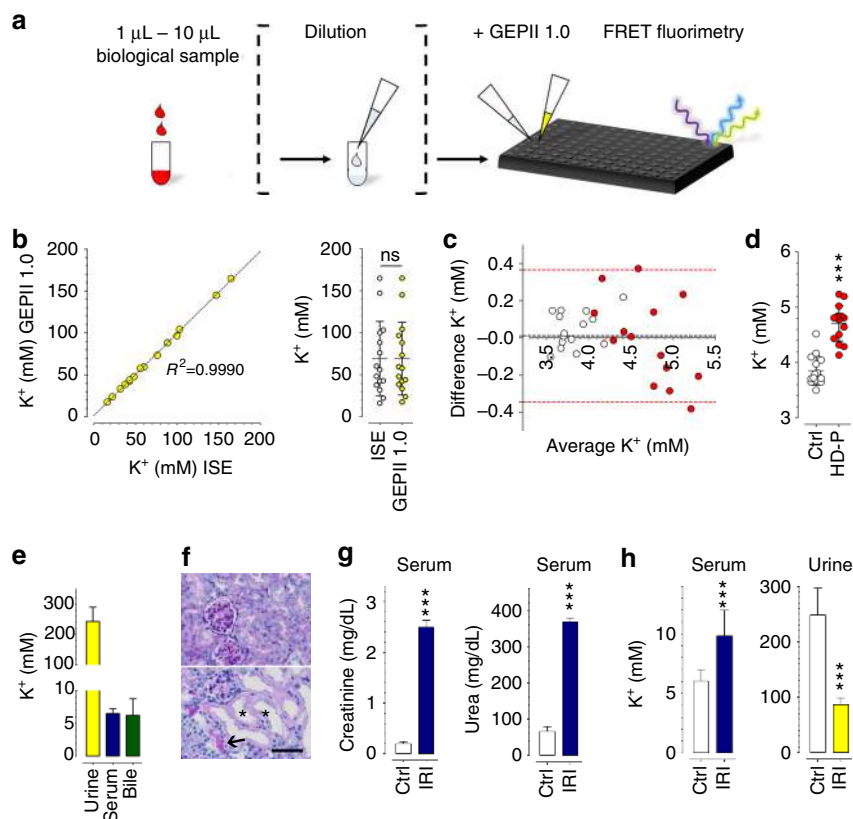 a
1 μL – 10 μL
biological sample
Dilution
+ GEPII 1.0
FRET fluorimetry
b
K⁺ (mM) GEPII 1.0
200
150
100
50
0
0 50 100 150 200
R²=0.9990
K⁺ (mM) ISE
K⁺ (mM)
200
150
100
50
0
ns
ISE
GEPII 1.0
c
Difference K⁺ (mM)
0.4
0.2
–0.0
–0.2
–0.4
3.5 4.0 4.5 5.0 5.5
Average K⁺ (mM)
d
K⁺ (mM)
6
5
4
3
***
Ctrl
HD-P
e
K⁺ (mM)
300
200
100
10
5
0
Urine
Serum
Bile
f
* *
g
Serum
Creatinine (mg/dL)
3
2
1
0
***
Ctrl
IRI
Serum
Urea (mg/dL)
400
300
200
100
0
***
Ctrl
IRI
h
Serum
K⁺ (mM)
10
5
0
***
Ctrl
IRI
Urine
300
200
100
0
***
Ctrl
IRI